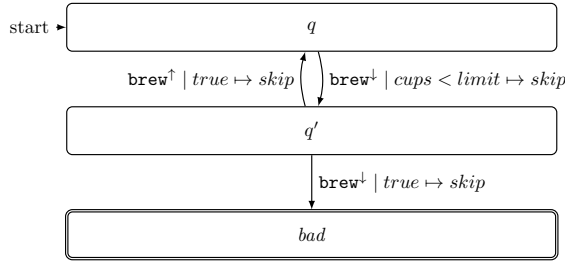 start q
brew↑ | true ↦ skip brew↓ | cups < limit ↦ skip
q′
brew↓ | true ↦ skip
bad